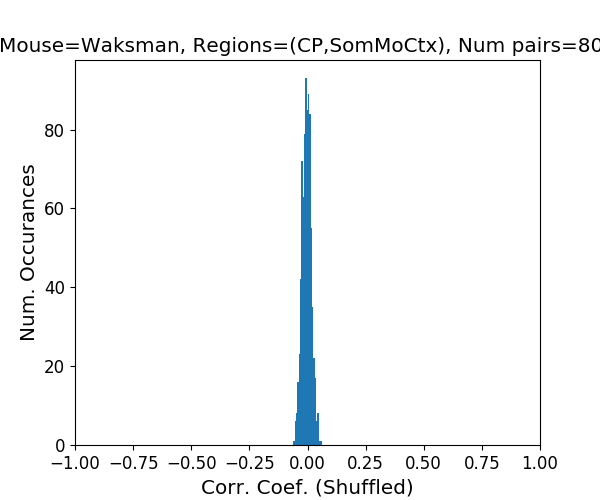 Mouse=Waksman, Regions=(CP,SomMoCtx), Num pairs=80
Num. Occurances
80
60
40
20
0
−1.00 −0.75 −0.50 −0.25 0.00 0.25 0.50 0.75 1.00
Corr. Coef. (Shuffled)